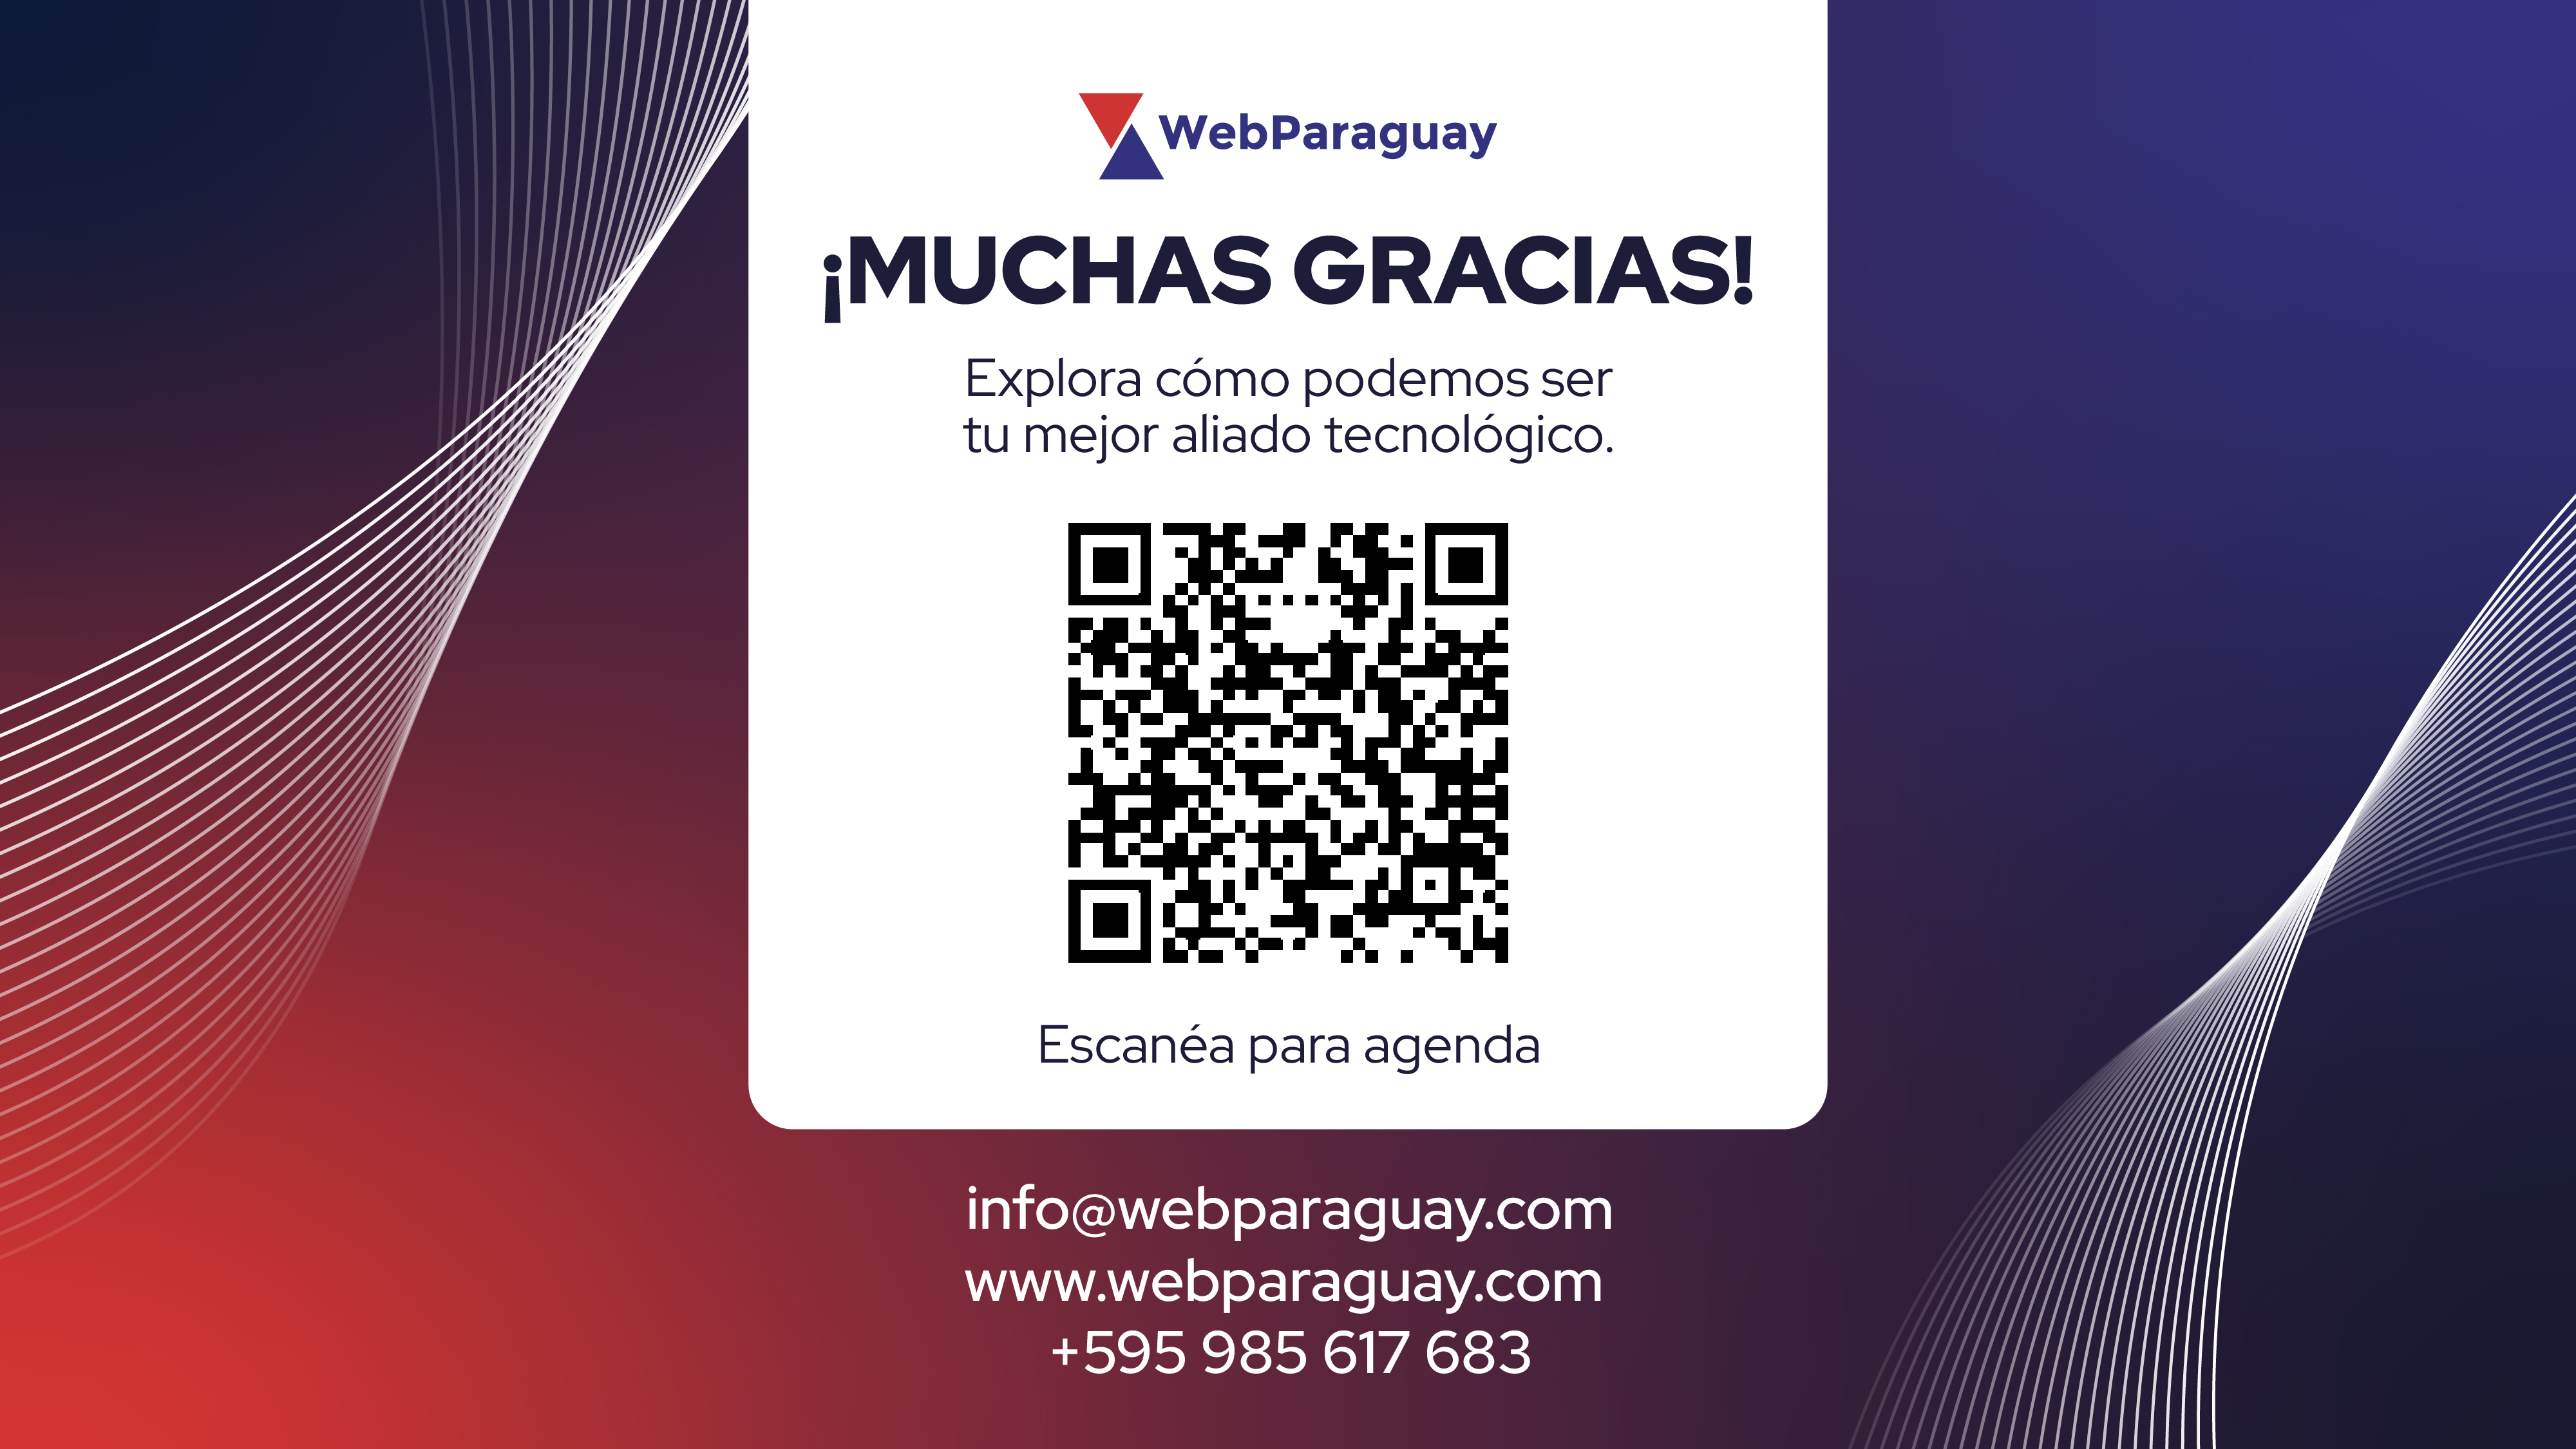 WebParaguay
¡MUCHAS GRACIAS!
Explora cómo podemos ser
tu mejor aliado tecnológico.
Escanéa para agenda
info@webparaguay.com
www.webparaguay.com
+595 985 617 683